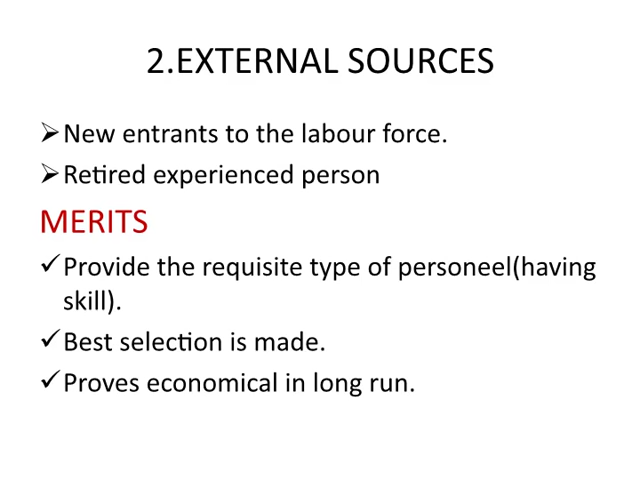 2.EXTERNAL SOURCES
➢New entrants to the labour force.
➢Retired experienced person
MERITS
✓Provide the requisite type of personeel(having
skill).
✓Best selection is made.
✓Proves economical in long run.